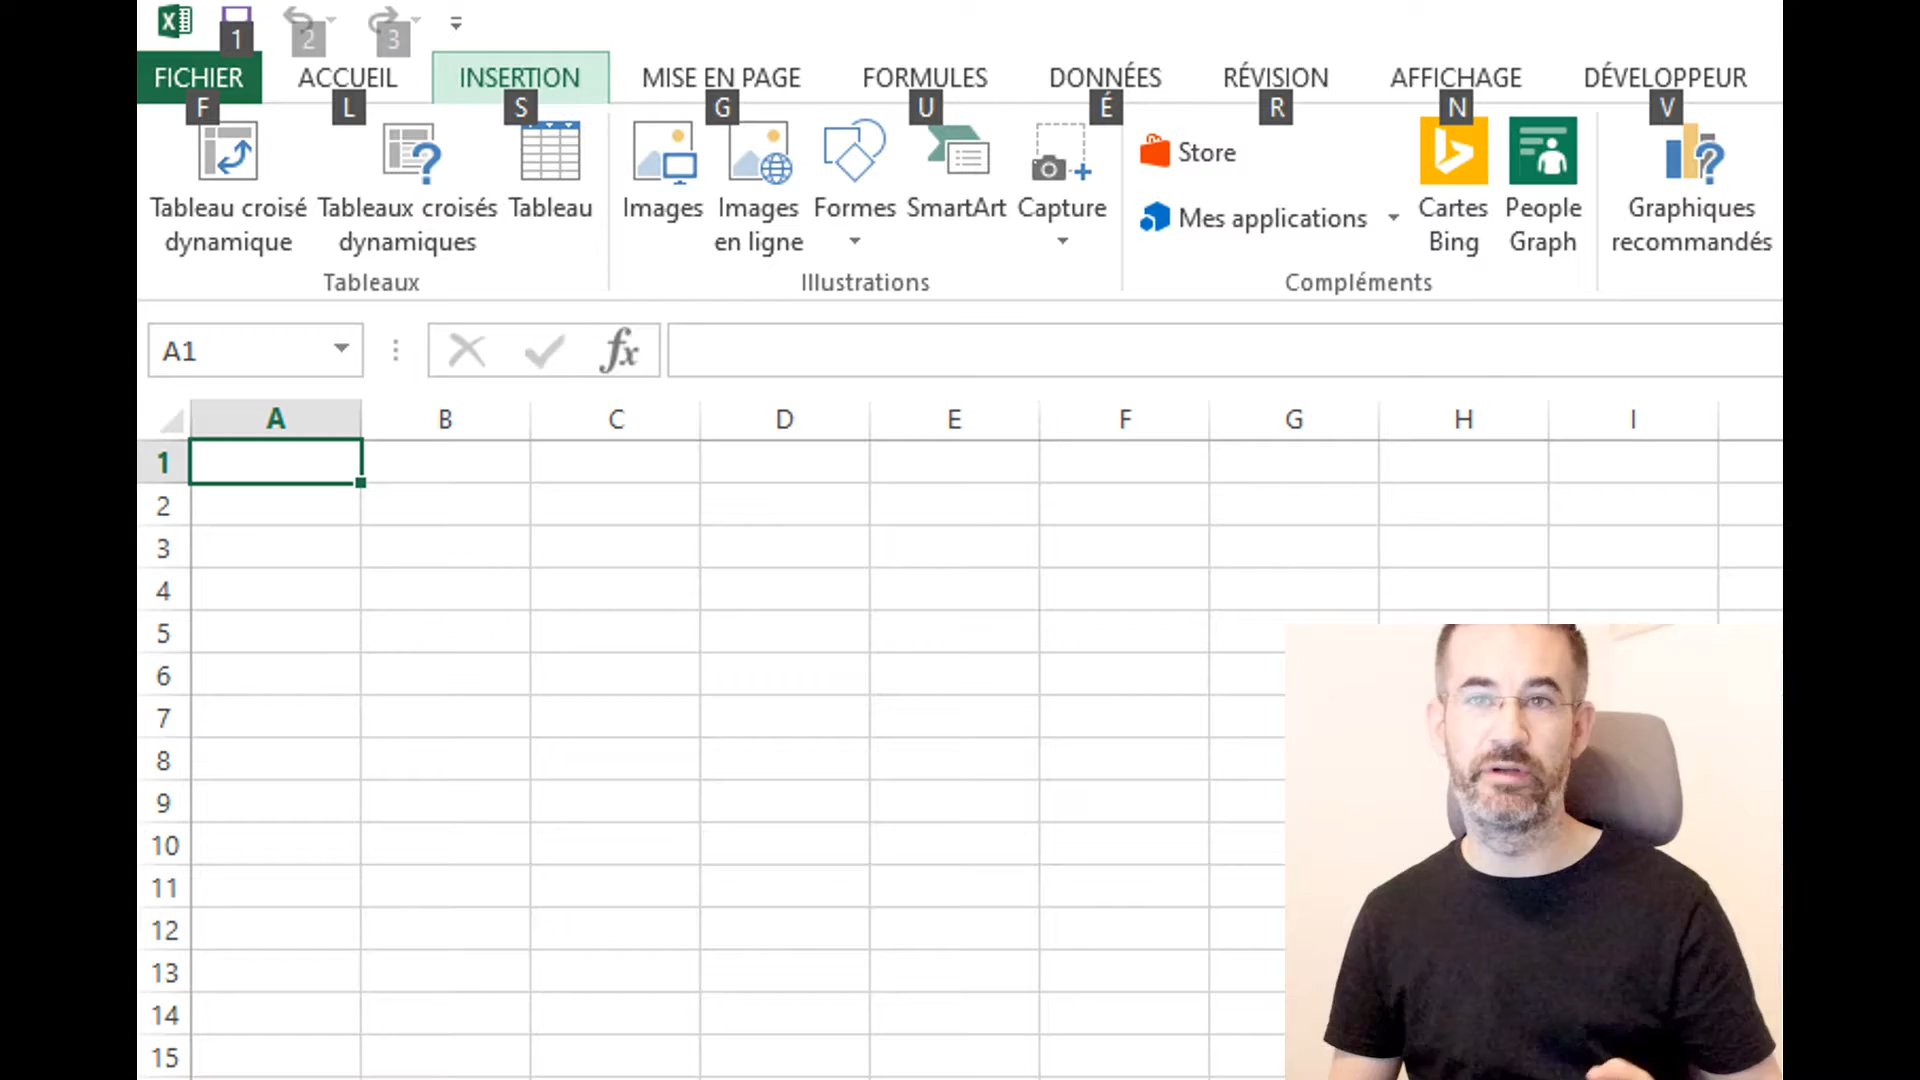 1 2 3
FICHIER ACCUEIL INSERTION MISE EN PAGE FORMULES DONNÉES RÉVISION AFFICHAGE DÉVELOPPEUR
F L S G U É R N V
Store
Tableau croisé Tableaux croisés Tableau Images Images Formes SmartArt Capture Mes applications Cartes People Graphiques
dynamique dynamiques en ligne Bing Graph recommandés
Tableaux Illustrations Compléments
A1 fx
A B C D E F G H I
1
2
3
4
5
6
7
8
9
10
11
12
13
14
15